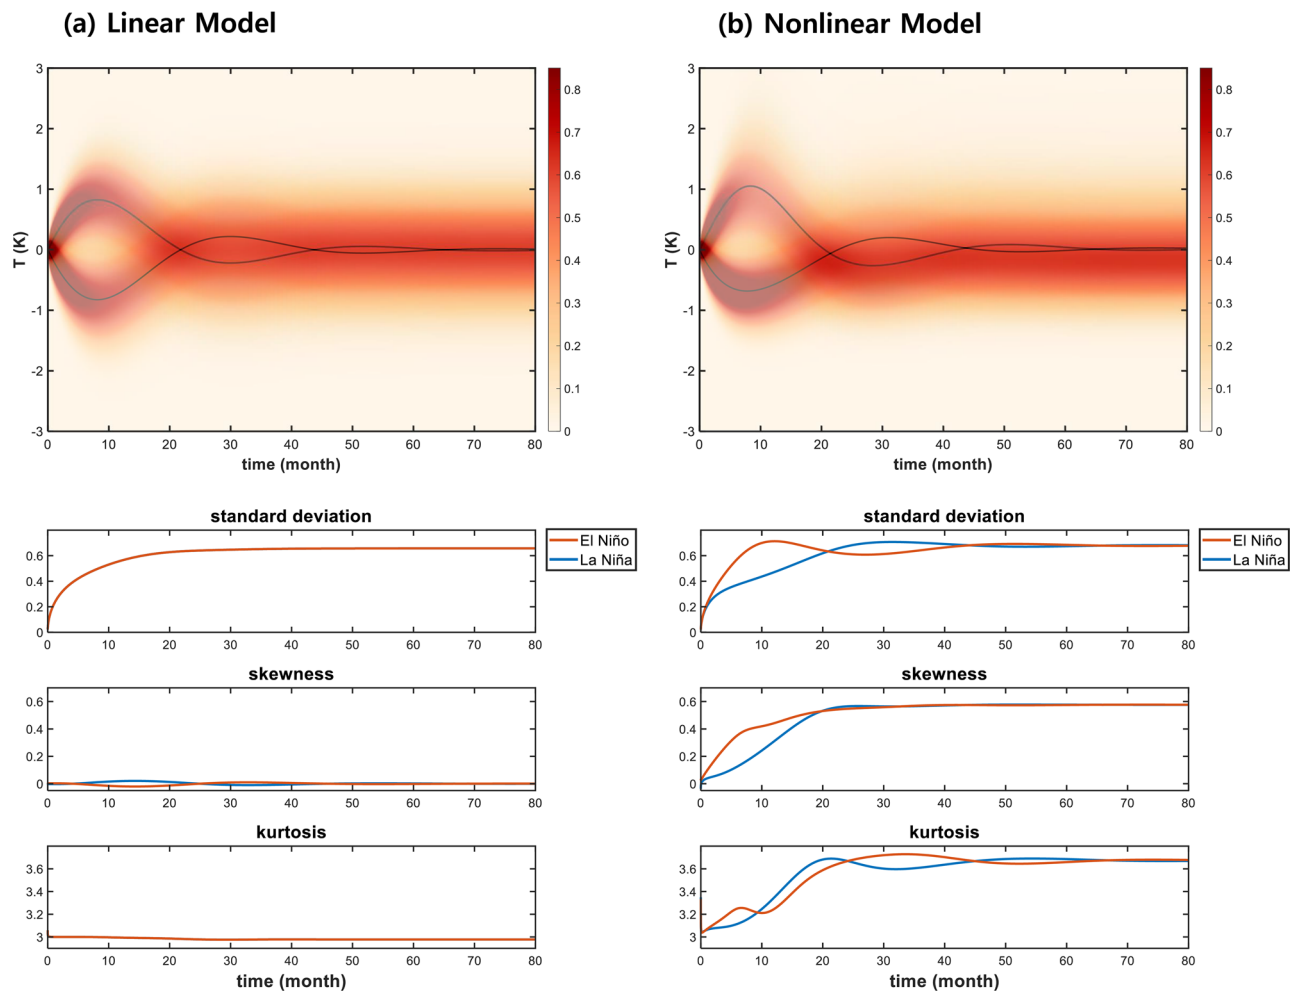 (a) Linear Model
(b) Nonlinear Model
3
2
1
0
-1
-2
-3
T (K)
0 10 20 30 40 50 60 70 80
time (month)
0.8
0.7
0.6
0.5
0.4
0.3
0.2
0.1
0
3
2
1
0
-1
-2
-3
T (K)
0 10 20 30 40 50 60 70 80
time (month)
0.8
0.7
0.6
0.5
0.4
0.3
0.2
0.1
0
standard deviation
0.6
0.4
0.2
0
0 10 20 30 40 50 60 70 80
El Niño
La Niña
standard deviation
0.6
0.4
0.2
0
0 10 20 30 40 50 60 70 80
El Niño
La Niña
skewness
0.6
0.4
0.2
0
0 10 20 30 40 50 60 70 80
skewness
0.6
0.4
0.2
0
0 10 20 30 40 50 60 70 80
kurtosis
3.6
3.4
3.2
3
0 10 20 30 40 50 60 70 80
time (month)
kurtosis
3.6
3.4
3.2
3
0 10 20 30 40 50 60 70 80
time (month)